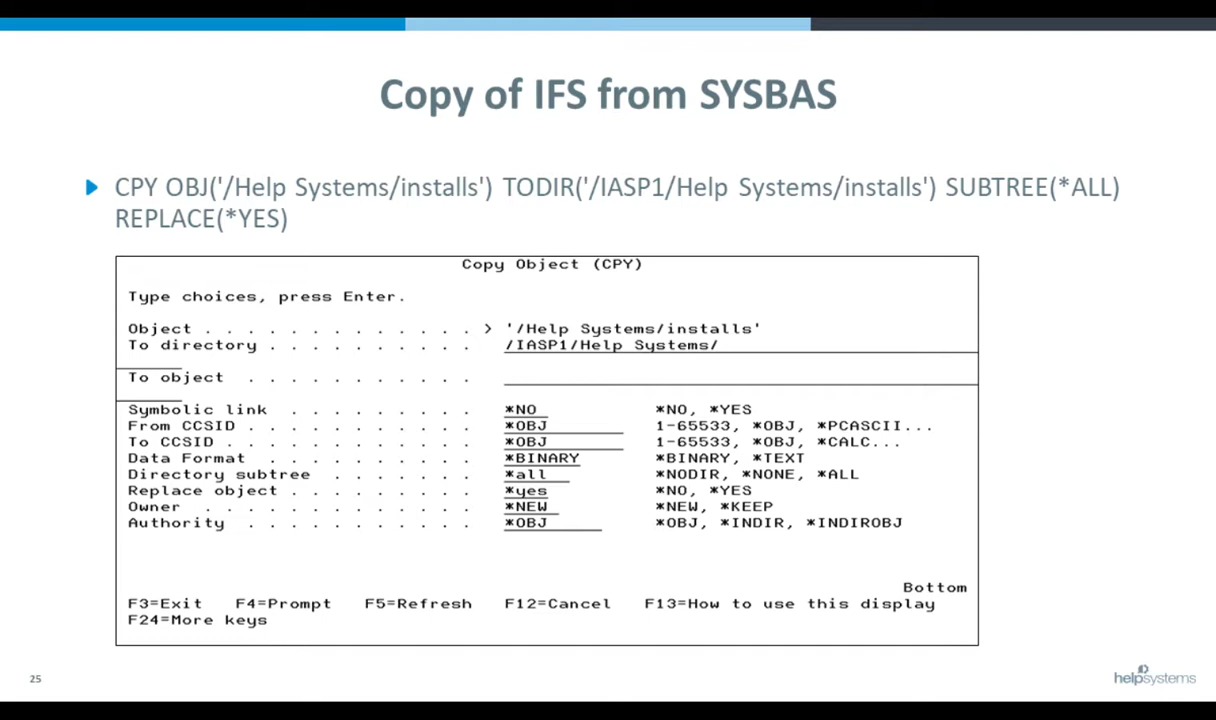 Copy of IFS from SYSBAS
CPY OBJ('/Help Systems/installs') TODIR('/IASP1/Help Systems/installs') SUBTREE(*ALL)
REPLACE(*YES)
Copy Object (CPY)
Type choices, press Enter.
Object . . . . . . . . . . . . . > '/Help Systems/installs'
To directory . . . . . . . . . . /IASP1/Help Systems/
To object . . . . . . . . . . .
Symbolic link . . . . . . . . . *NO *NO, *YES
From CCSID . . . . . . . . . . . *OBJ 1-65533, *OBJ, *PCASCII...
To CCSID . . . . . . . . . . . . *OBJ 1-65533, *OBJ, *CALC...
Data Format . . . . . . . . . . *BINARY *BINARY, *TEXT
Directory subtree . . . . . . . *all *NODIR, *NONE, *ALL
Replace object . . . . . . . . . *yes *NO, *YES
Owner . . . . . . . . . . . . . *NEW *NEW, *KEEP
Authority . . . . . . . . . . . *OBJ *OBJ, *INDIR, *INDIROBJ
Bottom
F3=Exit F4=Prompt F5=Refresh F12=Cancel F13=How to use this display
F24=More keys
25
helpsystems